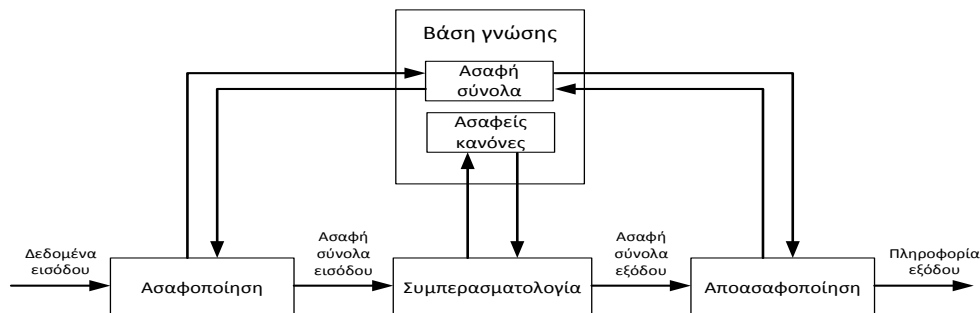 Βάση γνώσης
Ασαφή
σύνολα
Ασαφείς
κανόνες
Δεδομένα
εισόδου
Ασαφοποίηση
Ασαφή
σύνολα
εισόδου
Συμπερασματολογία
Ασαφή
σύνολα
εξόδου
Αποασαφοποίηση
Πληροφορία
εξόδου